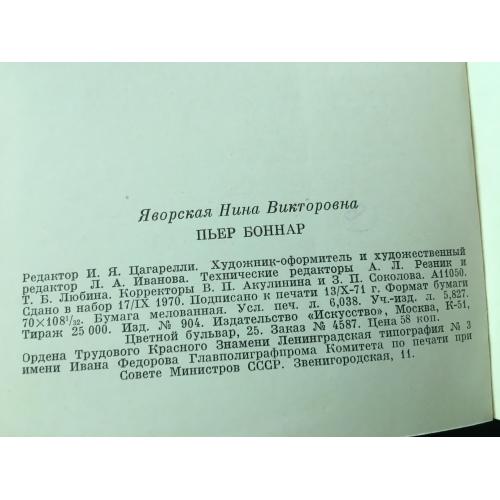 Яворская Нина Викторовна
ПЬЕР БОННАР
Редактор И. Я. Цагарелли. Художник-оформитель и художественный
редактор Л. А. Иванова. Технические редакторы А. Л. Резник и
Т. Б. Любина. Корректоры В. П. Акулинина и З. П. Соколова. А11050.
Сдано в набор 17/IX 1970. Подписано к печати 13/X-71 г. Формат бумаги
70×108¹/₃₂. Бумага мелованная. Усл. печ. л. 6,038. Уч.-изд. л. 5,827.
Тираж 25 000. Изд. № 904. Издательство «Искусство», Москва, К-51,
Цветной бульвар, 25. Заказ № 4587. Цена 58 коп.
Ордена Трудового Красного Знамени Ленинградская типография № 3
имени Ивана Федорова Главполиграфпрома Комитета по печати при
Совете Министров СССР. Звенигородская, 11.